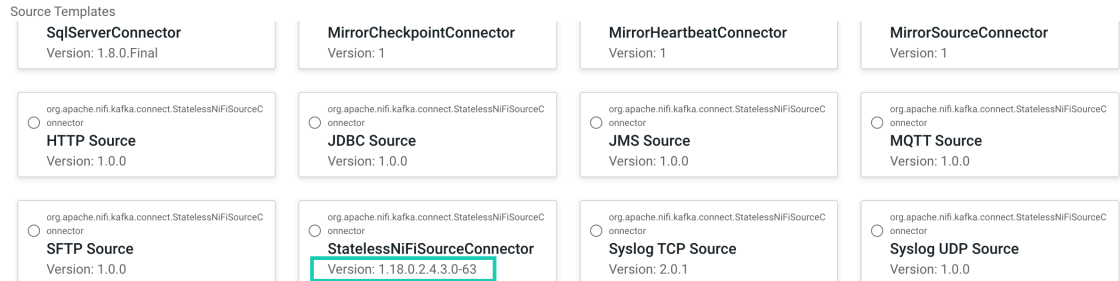 Source Templates
SqlServerConnector
Version: 1.8.0.Final
MirrorCheckpointConnector
Version: 1
MirrorHeartbeatConnector
Version: 1
MirrorSourceConnector
Version: 1
org.apache.nifi.kafka.connect.StatelessNiFiSourceC
onnector
HTTP Source
Version: 1.0.0
org.apache.nifi.kafka.connect.StatelessNiFiSourceC
onnector
JDBC Source
Version: 1.0.0
org.apache.nifi.kafka.connect.StatelessNiFiSourceC
onnector
JMS Source
Version: 1.0.0
org.apache.nifi.kafka.connect.StatelessNiFiSourceC
onnector
MQTT Source
Version: 1.0.0
org.apache.nifi.kafka.connect.StatelessNiFiSourceC
onnector
SFTP Source
Version: 1.0.0
org.apache.nifi.kafka.connect.StatelessNiFiSourceC
onnector
StatelessNiFiSourceConnector
Version: 1.18.0.2.4.3.0-63
org.apache.nifi.kafka.connect.StatelessNiFiSourceC
onnector
Syslog TCP Source
Version: 2.0.1
org.apache.nifi.kafka.connect.StatelessNiFiSourceC
onnector
Syslog UDP Source
Version: 1.0.0